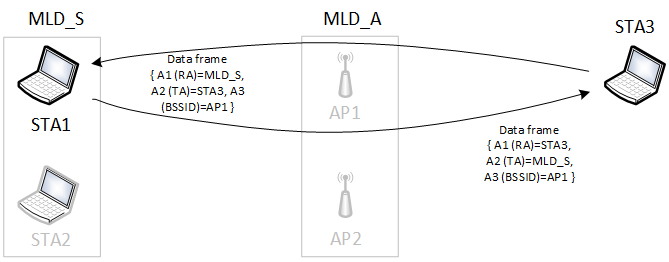 MLD_S
MLD_A
STA3
Data frame
{ A1 (RA)=MLD_S,
A2 (TA)=STA3, A3
(BSSID)=AP1 }
STA1
AP1
Data frame
{ A1 (RA)=STA3,
A2 (TA)=MLD_S,
A3 (BSSID)=AP1 }
STA2
AP2